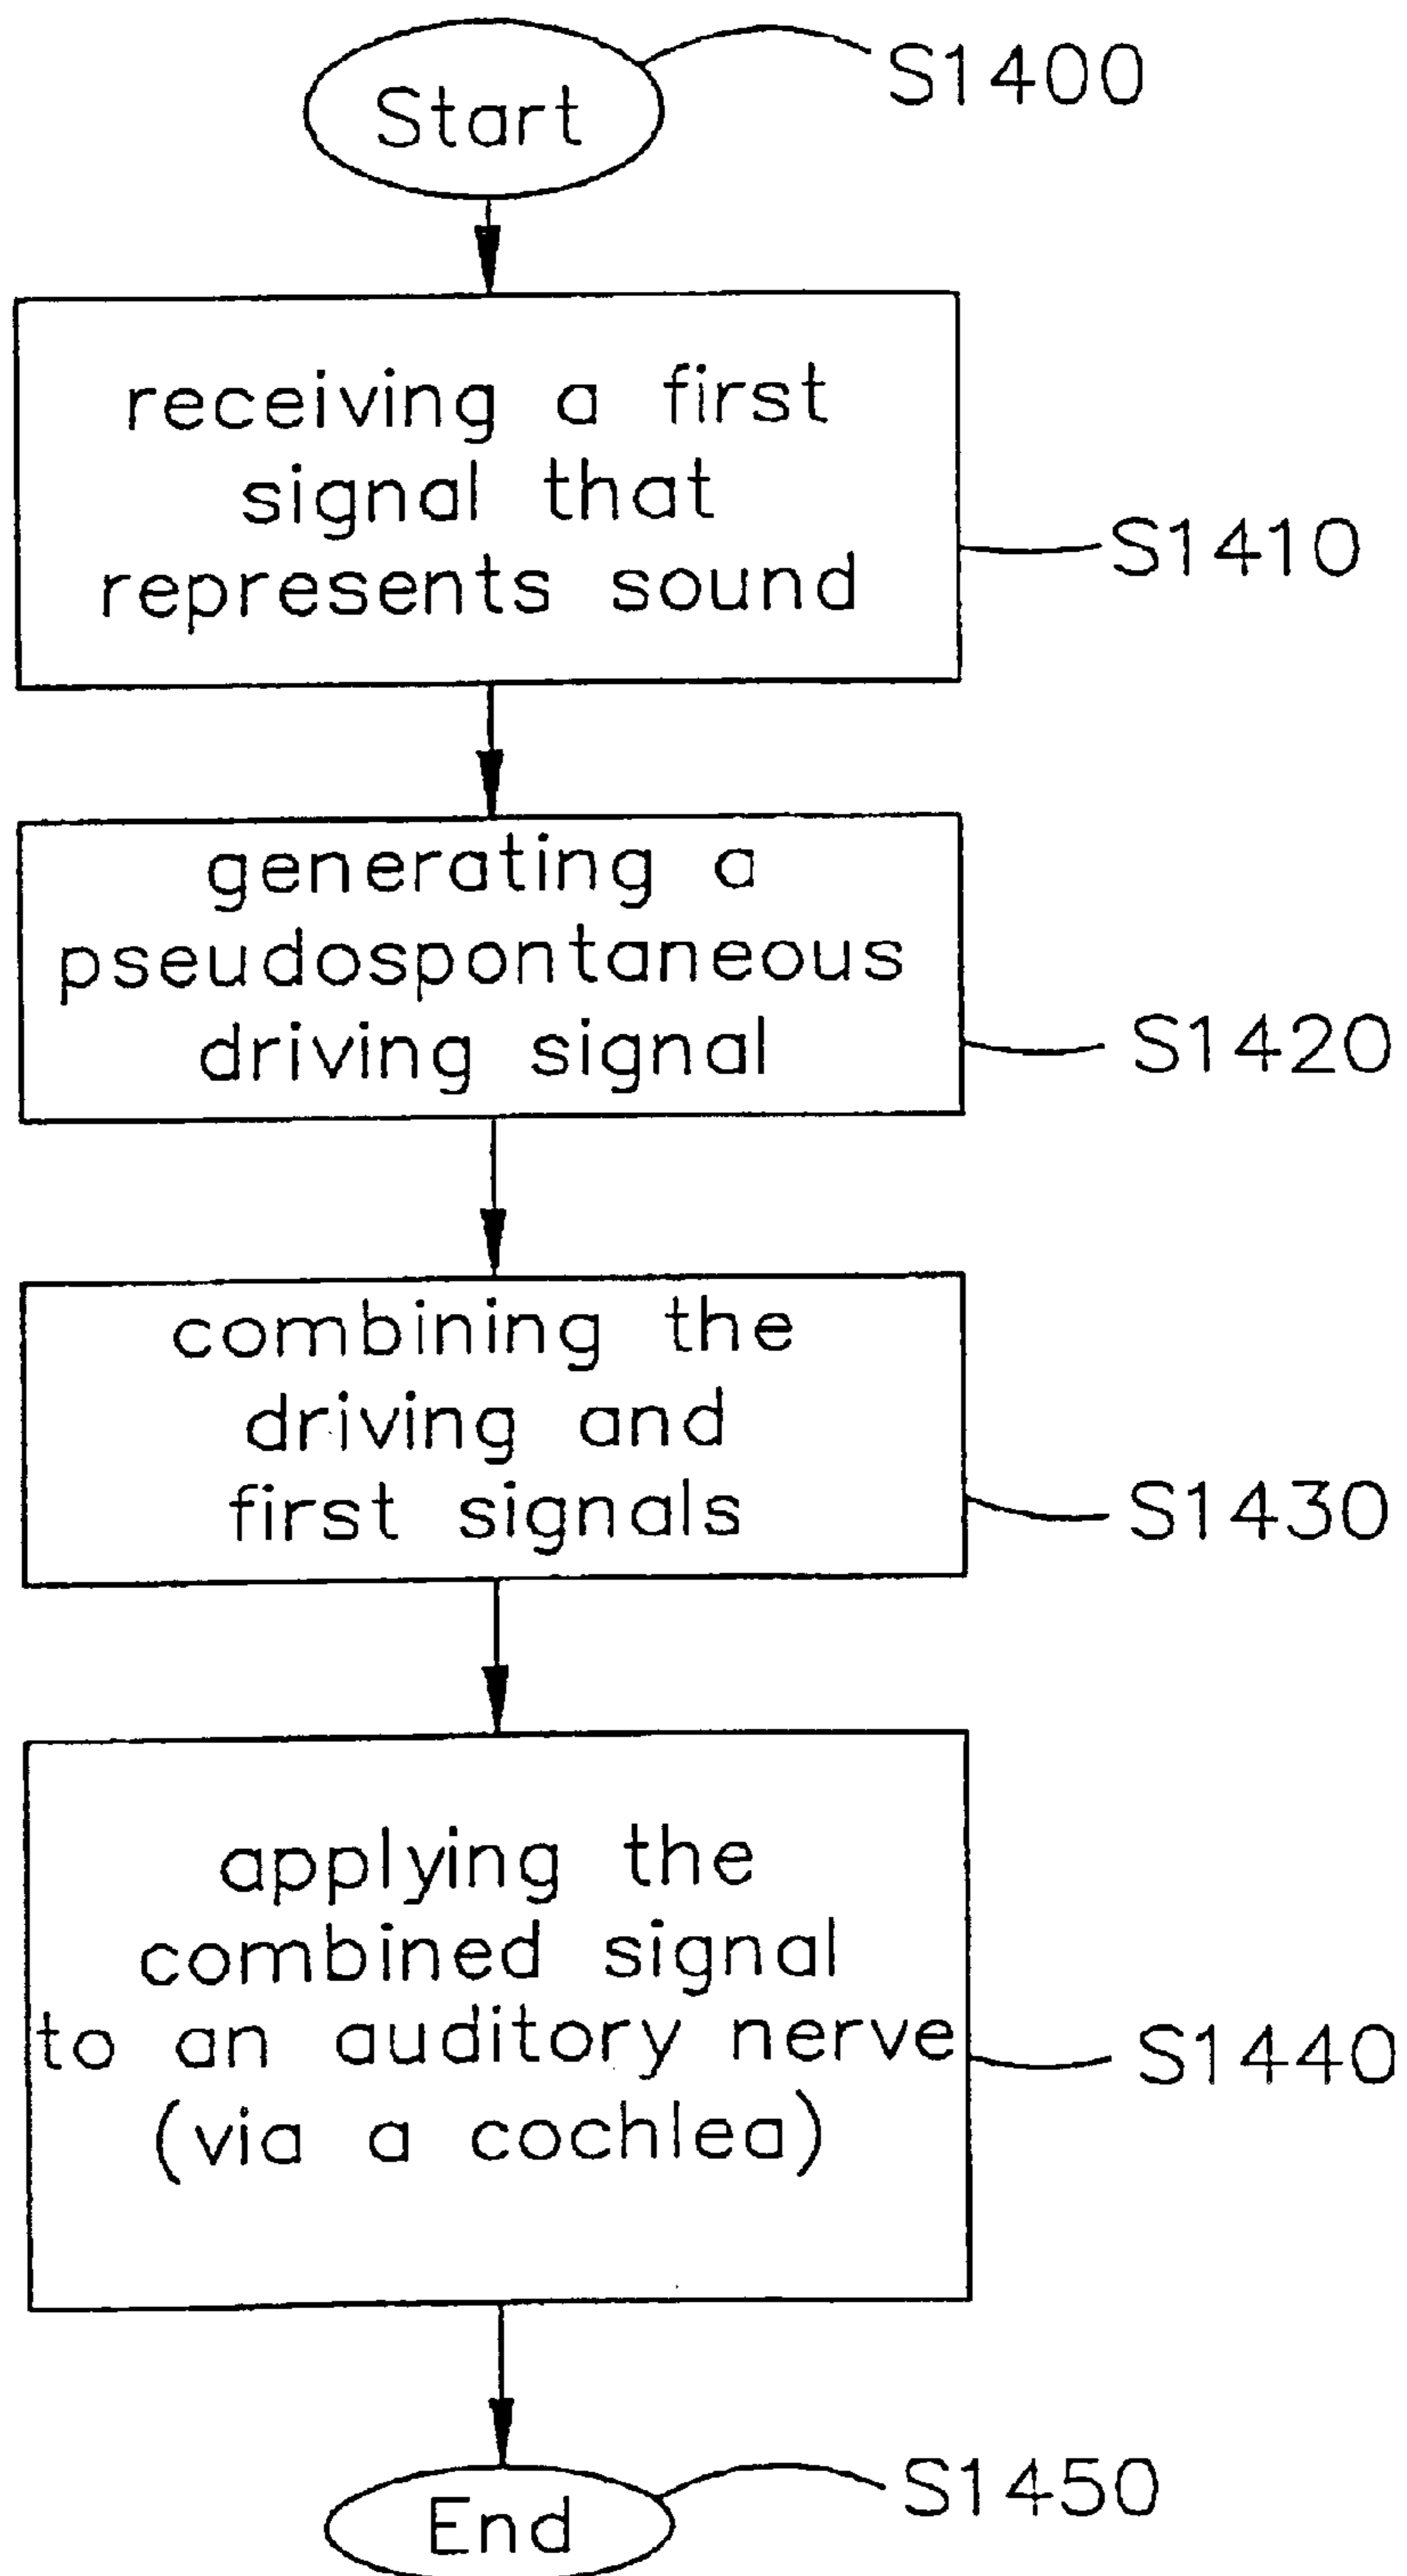 Start
S1400
receiving a first
signal that
represents sound
S1410
generating a
pseudospontaneous
driving signal
S1420
combining the
driving and
first signals
S1430
applying the
combined signal
to an auditory nerve
(via a cochlea)
S1440
End
S1450